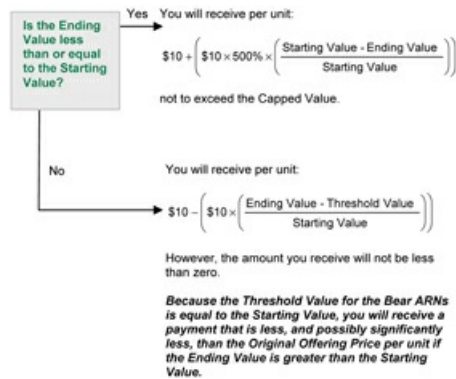 Is the Ending
Value less
than or equal
to the Starting
Value?
Yes
You will receive per unit:
$10 + ( $10 × 500% × ( Starting Value - Ending Value
Starting Value ) )
not to exceed the Capped Value.
No
You will receive per unit:
$10 − ( $10 × ( Ending Value - Threshold Value
Starting Value ) )
However, the amount you receive will not be less
than zero.
Because the Threshold Value for the Bear ARNs
is equal to the Starting Value, you will receive a
payment that is less, and possibly significantly
less, than the Original Offering Price per unit if
the Ending Value is greater than the Starting
Value.